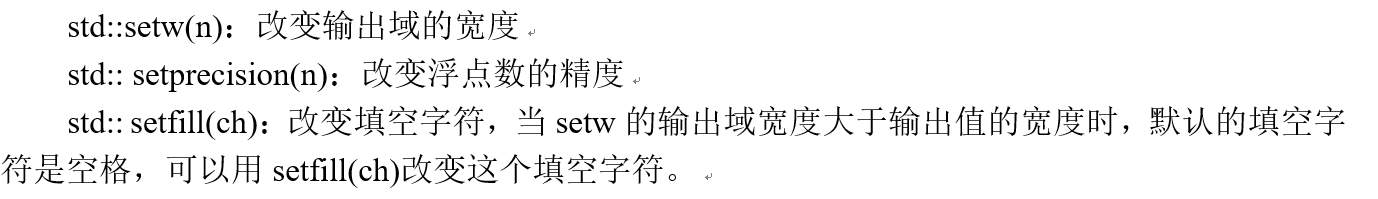 std::setw(n)：改变输出域的宽度
std:: setprecision(n)：改变浮点数的精度
std:: setfill(ch)：改变填空字符，当 setw 的输出域宽度大于输出值的宽度时，默认的填空字
符是空格，可以用 setfill(ch)改变这个填空字符。